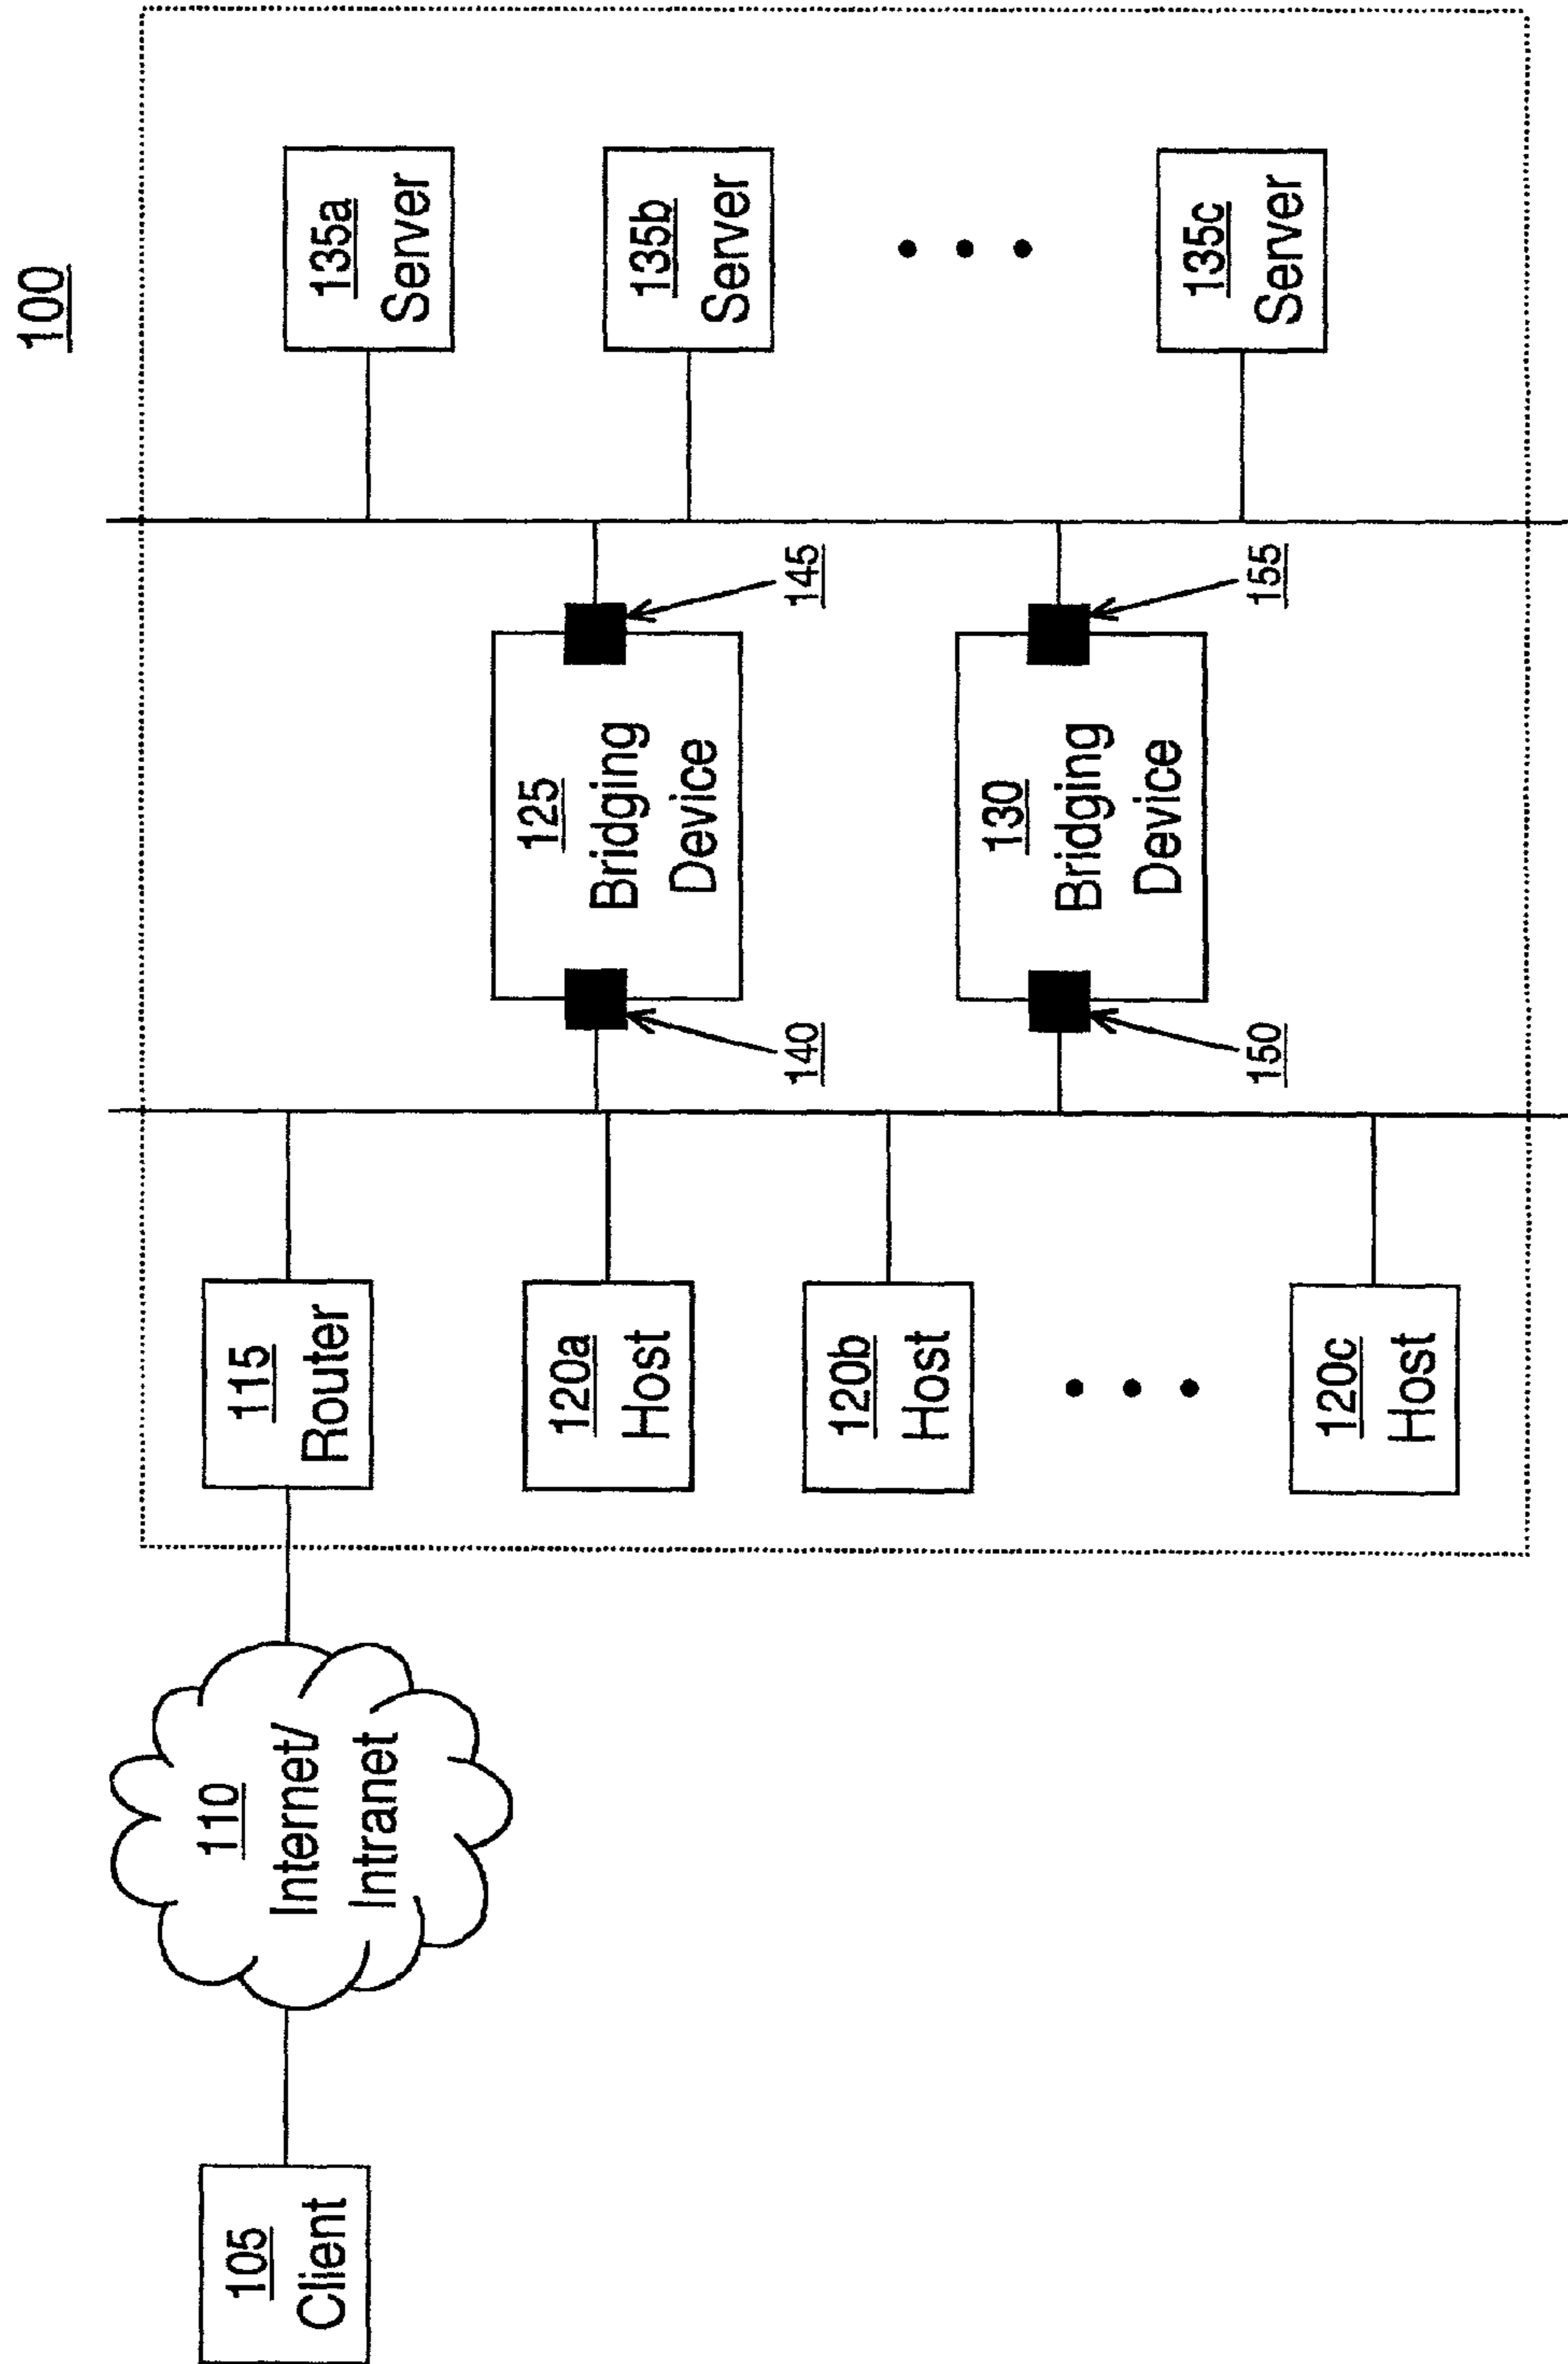 100
105
Client
110
Internet/
Intranet
115
Router
120a
Host
120b
Host
120c
Host
125
Bridging
Device
140
145
130
Bridging
Device
150
155
135a
Server
135b
Server
135c
Server